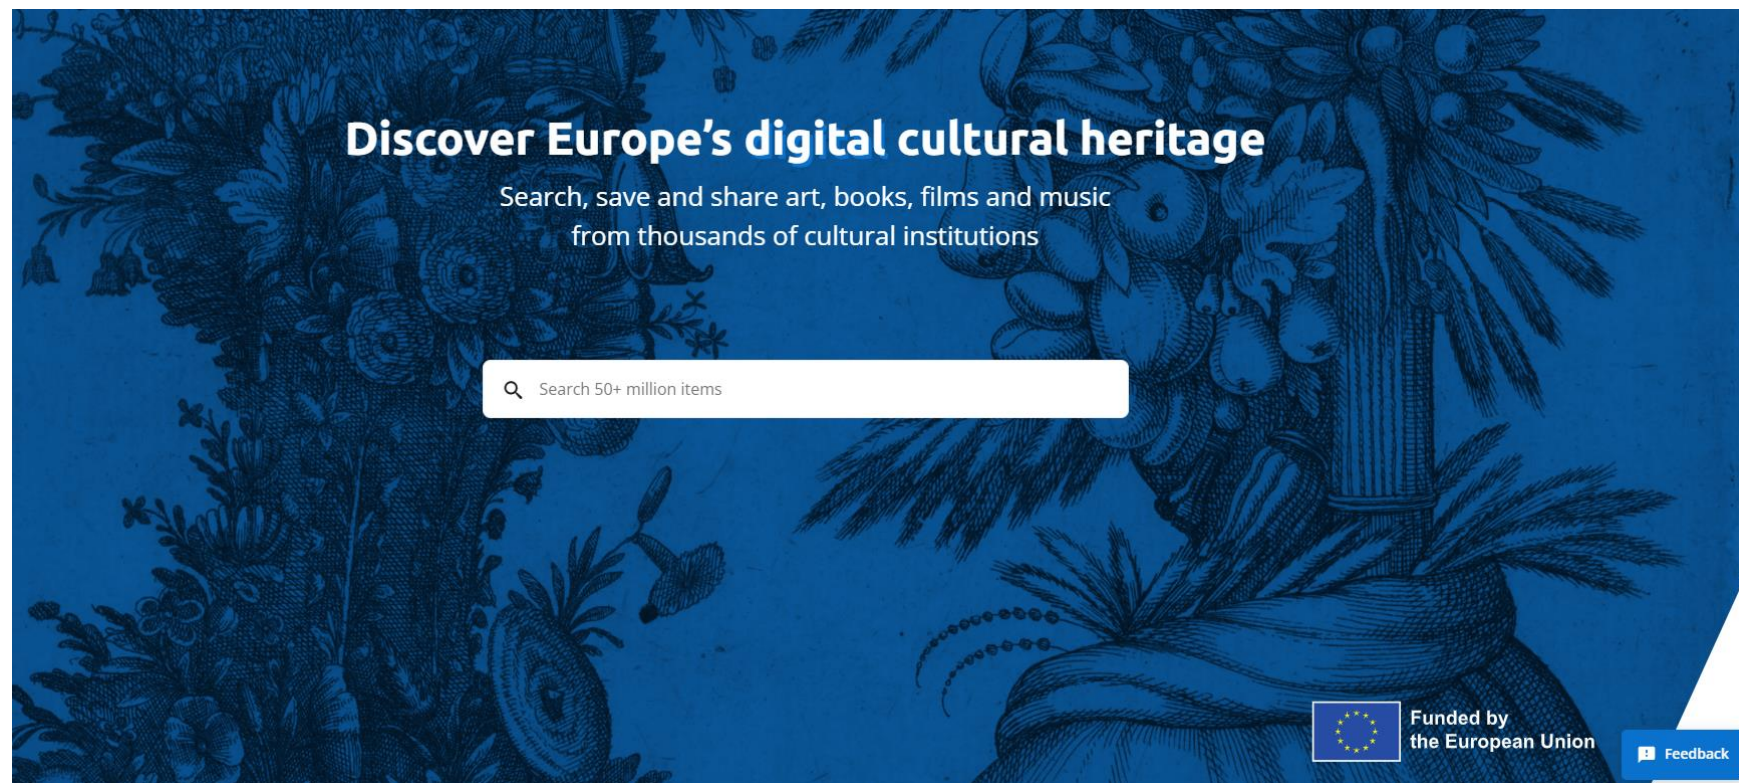 Discover Europe’s digital cultural heritage
Search, save and share art, books, films and music
from thousands of cultural institutions
Search 50+ million items
Funded by
the European Union
Feedback